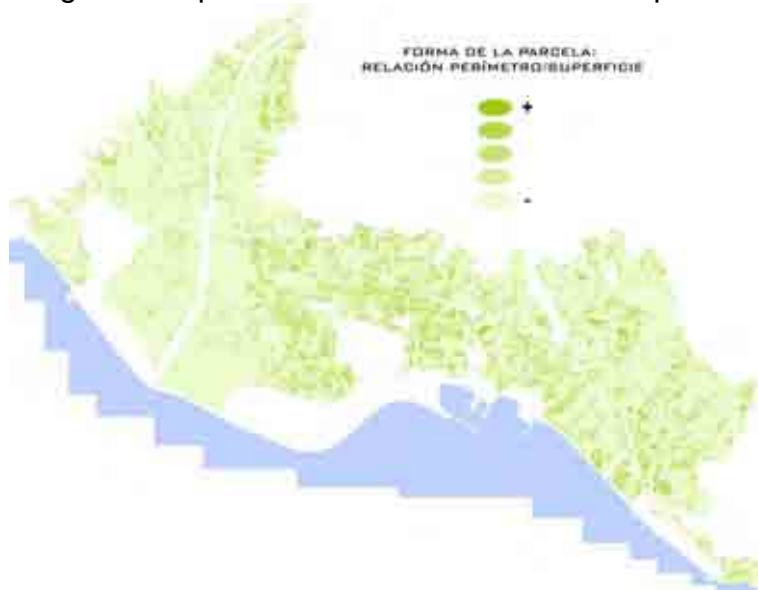 FORMA DE LA PARCELA:
RELACIÓN PERÍMETRO/SUPERFICIE
+
-